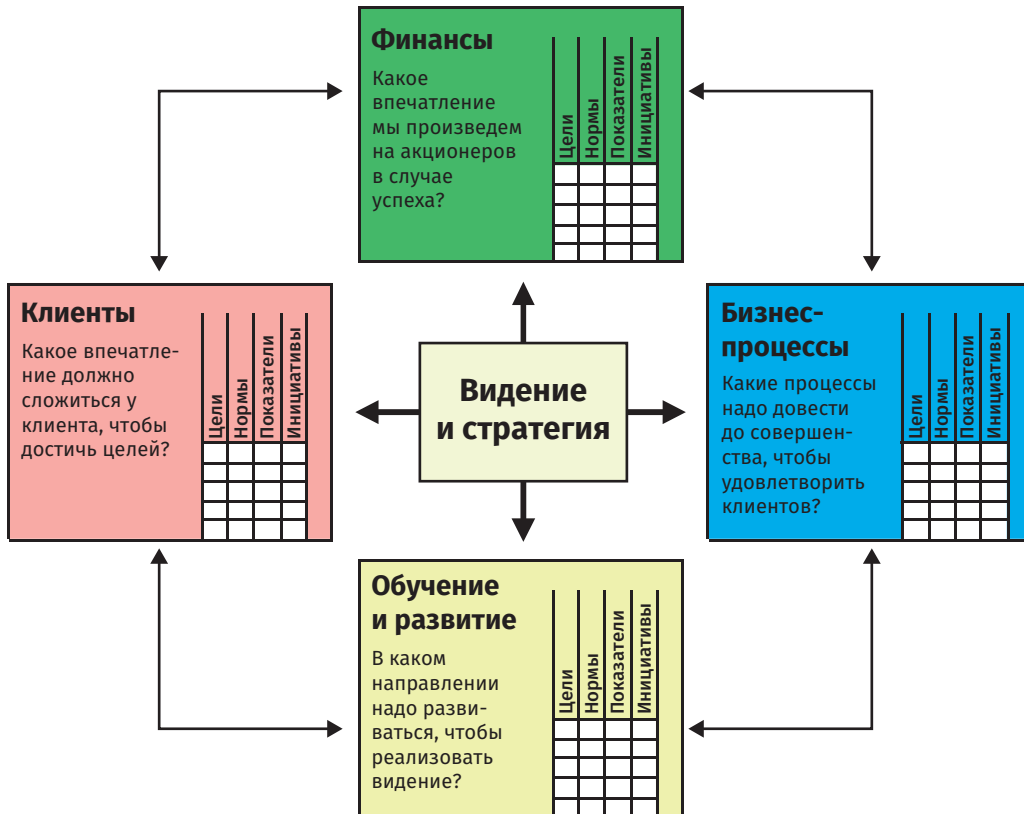 Финансы
Какое
впечатление
мы произведем
на акционеров
в случае
успеха?
Цели
Нормы
Показатели
Инициативы
Клиенты
Какое впечатле-
ние должно
сложиться у
клиента, чтобы
достичь целей?
Цели
Нормы
Показатели
Инициативы
Видение
и стратегия
Бизнес-
процессы
Какие процессы
надо довести
до совершен-
ства, чтобы
удовлетворить
клиентов?
Цели
Нормы
Показатели
Инициативы
Обучение
и развитие
В каком
направлении
надо разви-
ваться, чтобы
реализовать
видение?
Цели
Нормы
Показатели
Инициативы